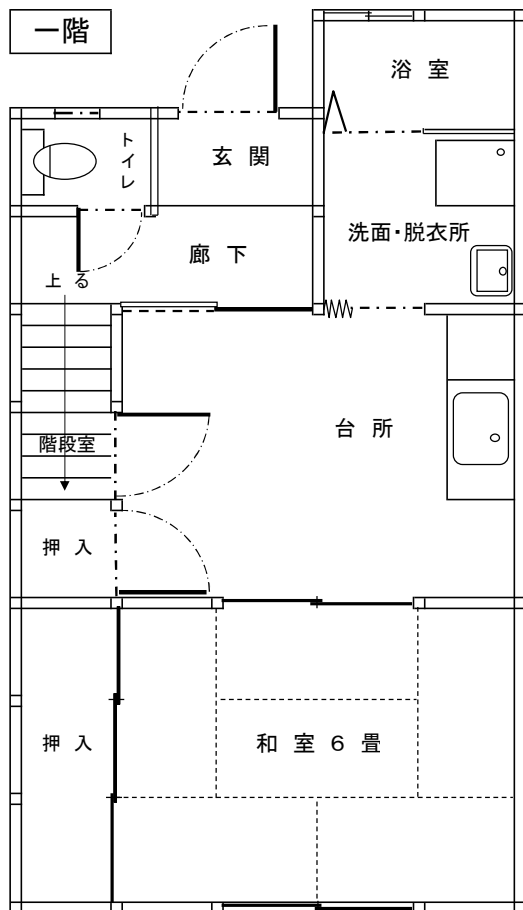 一階
浴室
トイレ
玄関
洗面・脱衣所
廊下
上る
台所
階段室
押入
押入
和室６畳